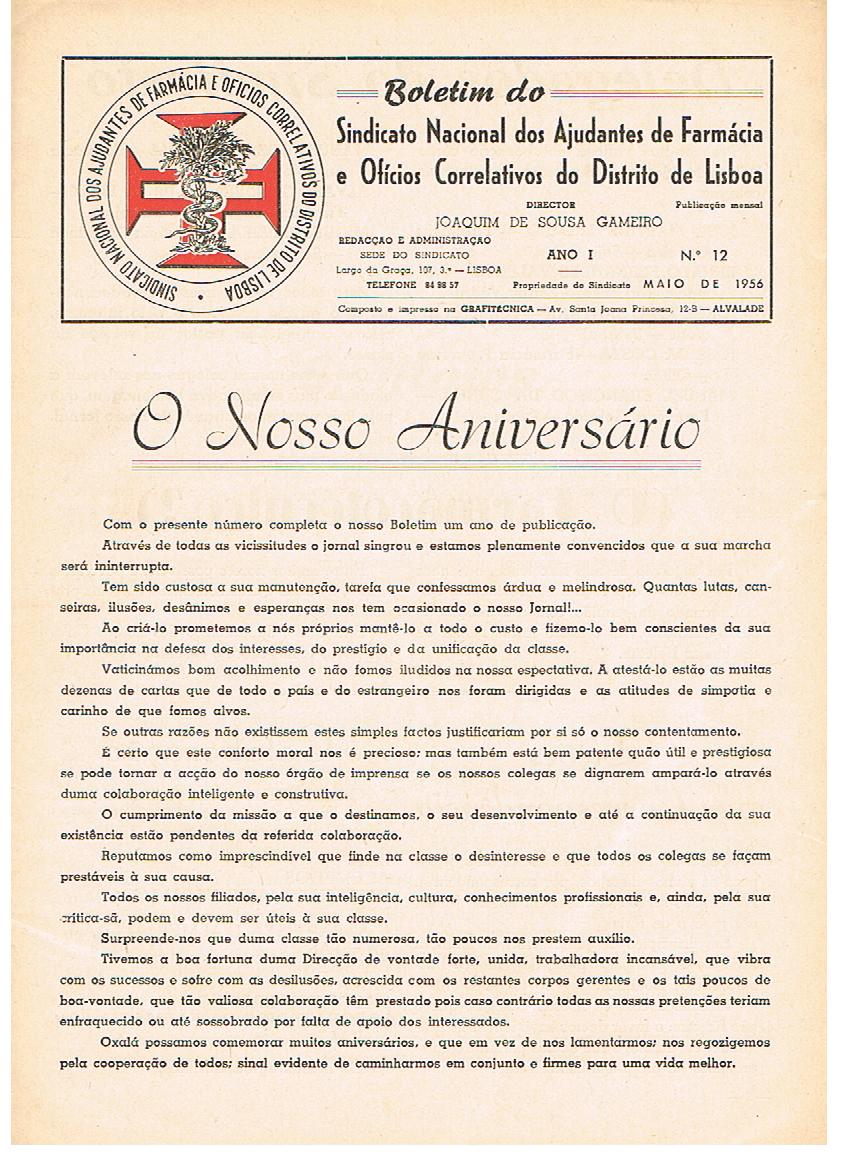 SINDICATO NACIONAL DOS AJUDANTES DE FARMÁCIA E OFÍCIOS CORRELATIVOS DO DISTRITO DE LISBOA
Boletim do
Sindicato Nacional dos Ajudantes de Farmácia
e Ofícios Correlativos do Distrito de Lisboa
DIRECTOR Publicação mensal
JOAQUIM DE SOUSA GAMEIRO
REDACÇÃO E ADMINISTRAÇÃO
SEDE DO SINDICATO ANO I N.º 12
Largo da Graça, 107, 3.º — LISBOA
TELEFONE 84 98 57 Propriedade do Sindicato MAIO DE 1956
Composto e impresso na GRAFITÉCNICA — Av. Santa Joana Princesa, 12-B — ALVALADE
O Nosso Aniversário
Com o presente número completa o nosso Boletim um ano de publicação.
Através de todas as vicissitudes o jornal singrou e estamos plenamente convencidos que a sua marcha
será ininterrupta.
Tem sido custosa a sua manutenção, tarefa que confessamos árdua e melindrosa. Quantas lutas, can-
seiras, ilusões, desânimos e esperanças nos tem ocasionado o nosso Jornal!...
Ao criá-lo prometemos a nós próprios mantê-lo a todo o custo e fizemo-lo bem conscientes da sua
importância na defesa dos interesses, do prestígio e da unificação da classe.
Vaticinámos bom acolhimento e não fomos iludidos na nossa espectativa. A atestá-lo estão as muitas
dezenas de cartas que de todo o país e do estrangeiro nos foram dirigidas e as atitudes de simpatia e
carinho de que fomos alvos.
Se outras razões não existissem estes simples factos justificariam por si só o nosso contentamento.
É certo que este conforto moral nos é precioso; mas também está bem patente quão útil e prestigiosa
se pode tornar a acção do nosso órgão de imprensa se os nossos colegas se dignarem ampará-lo através
duma colaboração inteligente e construtiva.
O cumprimento da missão a que o destinamos, o seu desenvolvimento e até a continuação da sua
existência estão pendentes da referida colaboração.
Reputamos como imprescindível que finde na classe o desinteresse e que todos os colegas se façam
prestáveis à sua causa.
Todos os nossos filiados, pela sua inteligência, cultura, conhecimentos profissionais e, ainda, pela sua
crítica-sã, podem e devem ser úteis à sua classe.
Surpreende-nos que duma classe tão numerosa, tão poucos nos prestem auxílio.
Tivemos a boa fortuna duma Direcção de vontade forte, unida, trabalhadora incansável, que vibra
com os sucessos e sofre com as desilusões, acrescida com os restantes corpos gerentes e os tais poucos de
boa-vontade, que tão valiosa colaboração têm prestado pois caso contrário todas as nossas pretenções teriam
enfraquecido ou até sossobrado por falta de apoio dos interessados.
Oxalá possamos comemorar muitos aniversários, e que em vez de nos lamentarmos; nos regozigemos
pela cooperação de todos; sinal evidente de caminharmos em conjunto e firmes para uma vida melhor.